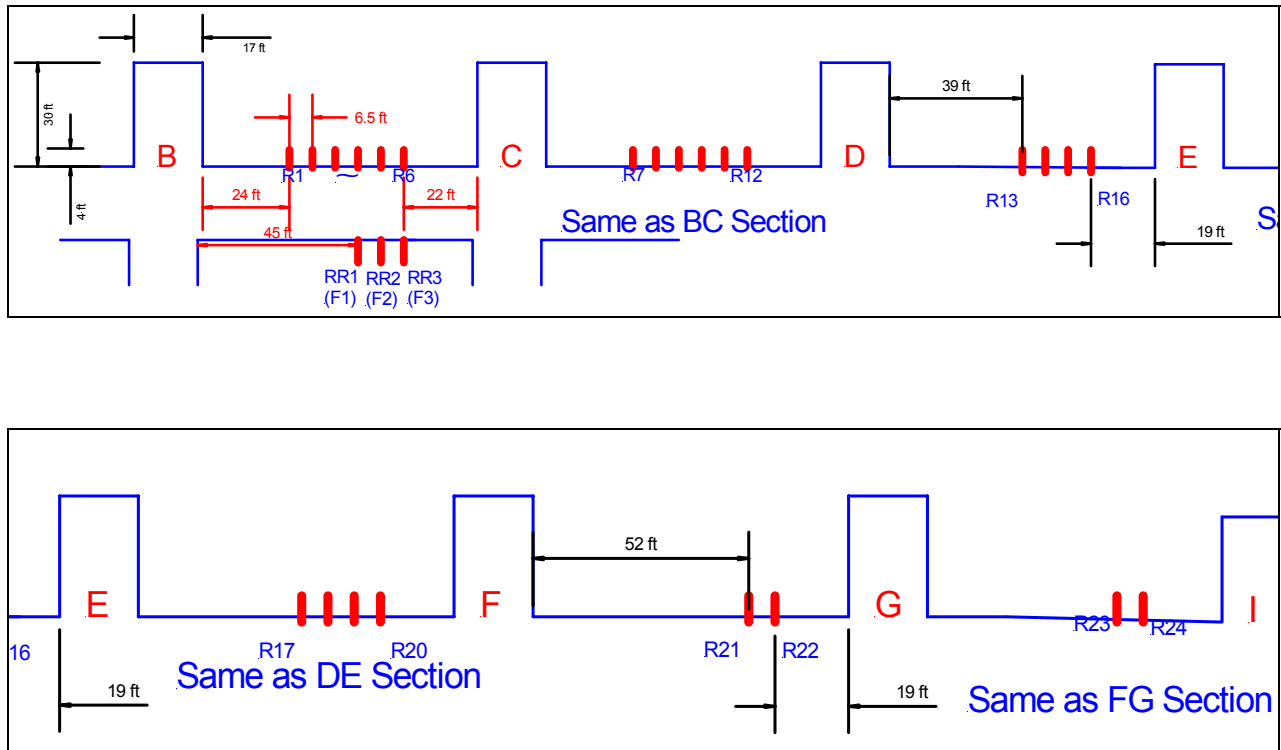 17 ft
30 ft
4 ft
6.5 ft
39 ft
B
C
D
E
R1
R6
R7
R12
R13
R16
24 ft
22 ft
19 ft
Same as BC Section
45 ft
RR1 RR2 RR3
(F1) (F2) (F3)
52 ft
E
F
G
I
16
R17
R20
R21
R22
R23
R24
Same as DE Section
19 ft
19 ft
Same as FG Section